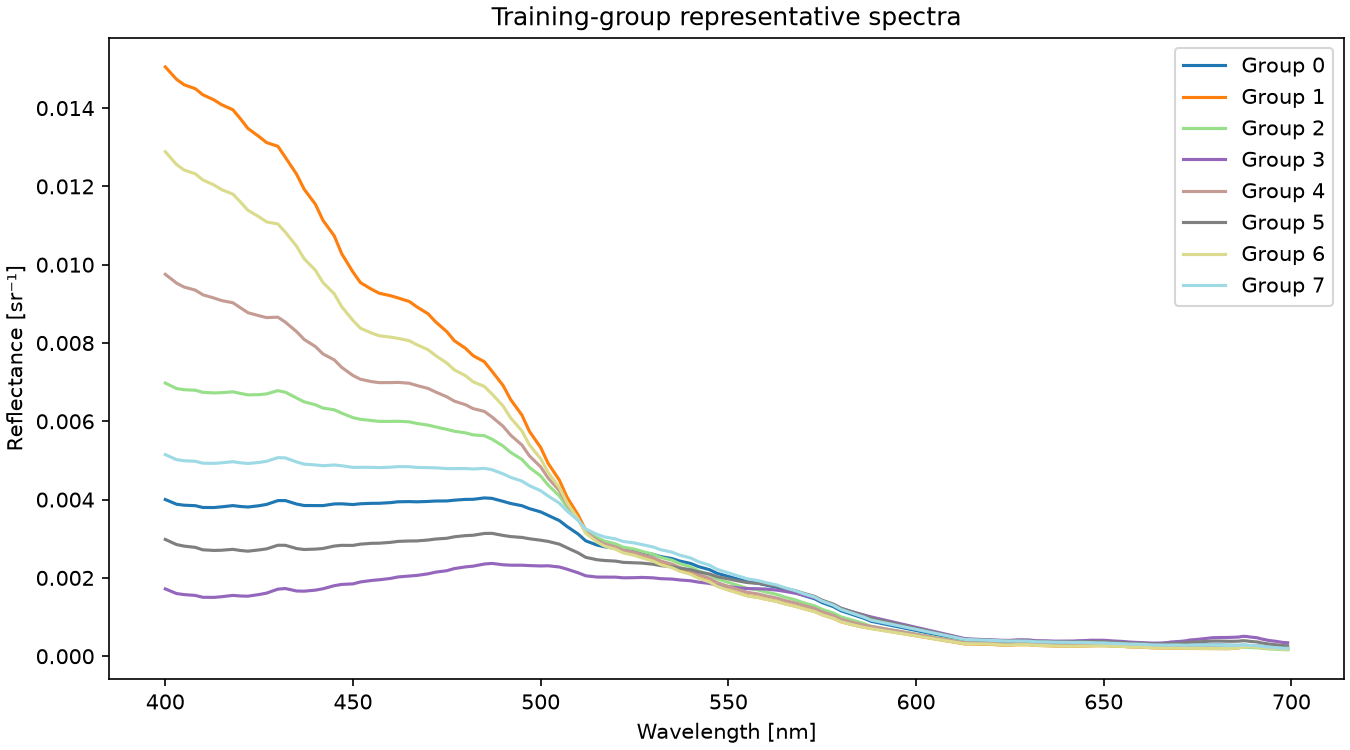 Training-group representative spectra
Reflectance [sr⁻¹]
0.014
0.012
0.010
0.008
0.006
0.004
0.002
0.000
400 450 500 550 600 650 700
Wavelength [nm]
Group 0
Group 1
Group 2
Group 3
Group 4
Group 5
Group 6
Group 7